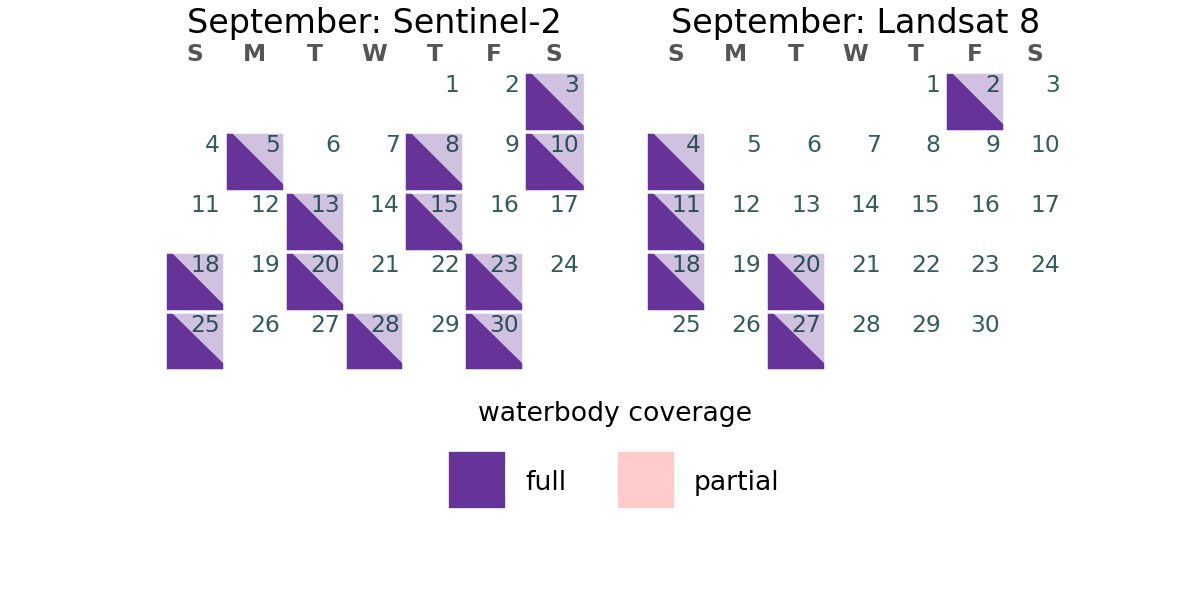 September: Sentinel-2
S M T W T F S
1 2 3
4 5 6 7 8 9 10
11 12 13 14 15 16 17
18 19 20 21 22 23 24
25 26 27 28 29 30
September: Landsat 8
S M T W T F S
1 2 3
4 5 6 7 8 9 10
11 12 13 14 15 16 17
18 19 20 21 22 23 24
25 26 27 28 29 30
waterbody coverage
full partial